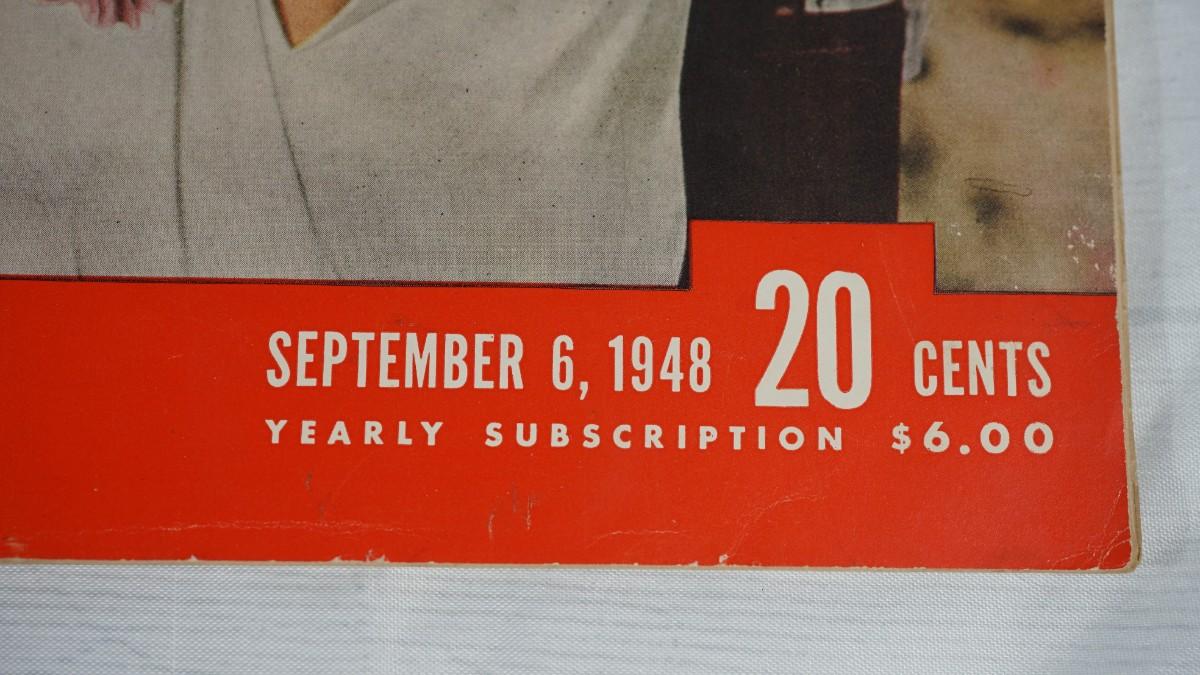 SEPTEMBER 6, 1948 20 CENTS
YEARLY SUBSCRIPTION $6.00